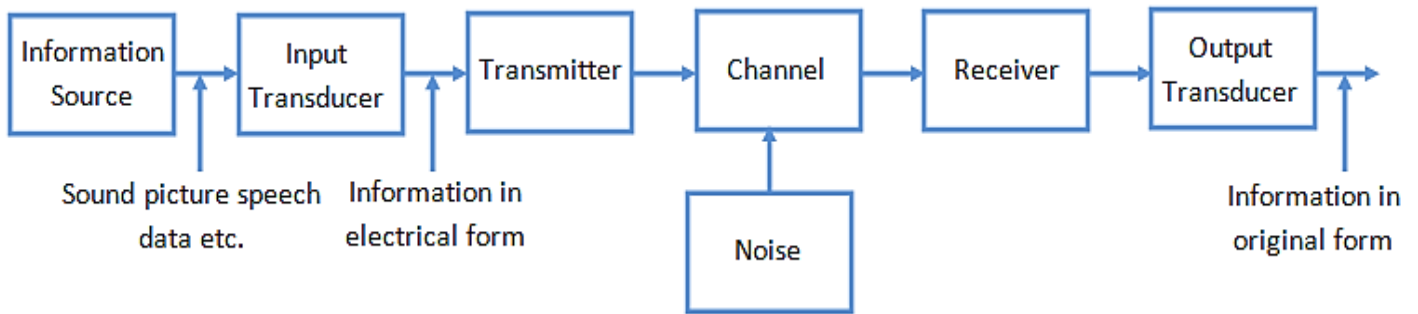 Information
Source
Input
Transducer
Transmitter
Channel
Receiver
Output
Transducer
Sound picture speech
data etc.
Information in
electrical form
Noise
Information in
original form